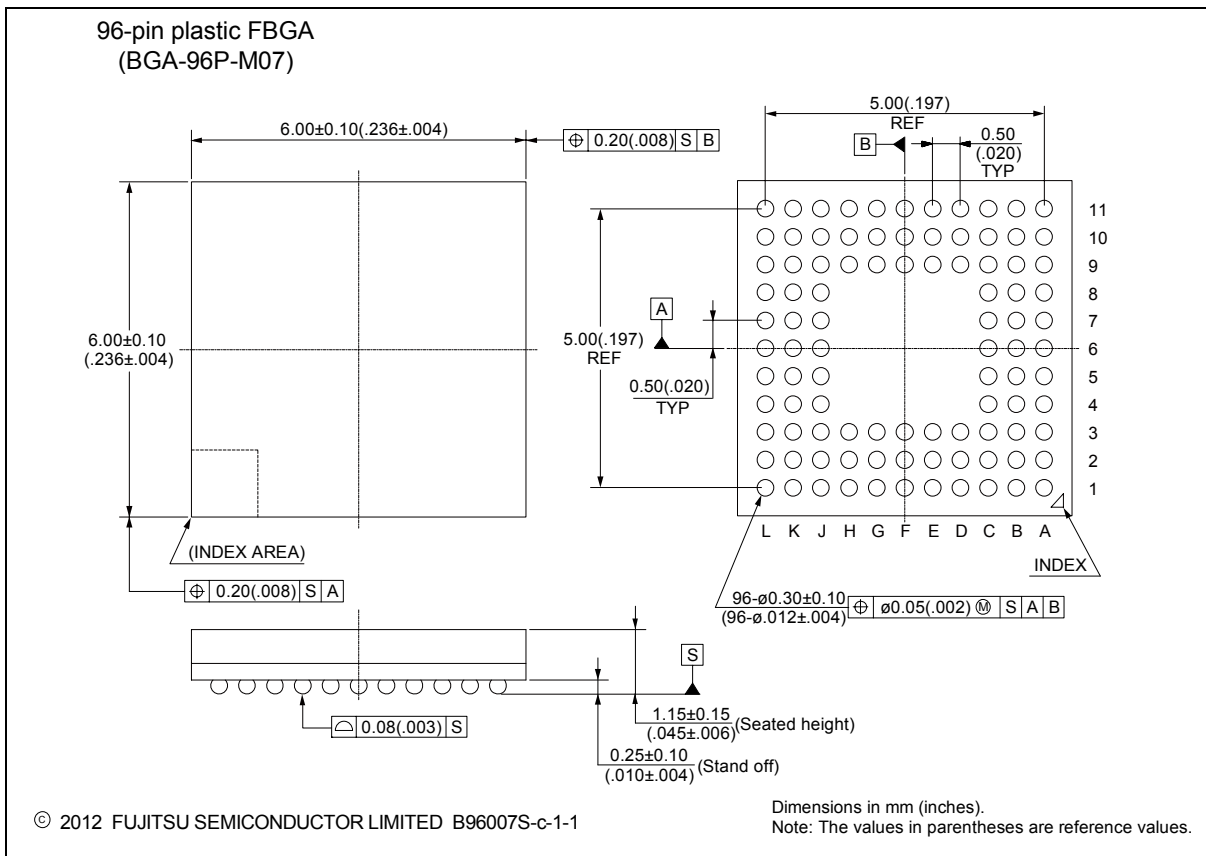 96-pin plastic FBGA
(BGA-96P-M07)
6.00±0.10(.236±.004)
⌖ 0.20(.008) S B
6.00±0.10
(.236±.004)
(INDEX AREA)
⌖ 0.20(.008) S A
5.00(.197)
REF
B
0.50
(.020)
TYP
5.00(.197)
REF
A
0.50(.020)
TYP
11
10
9
8
7
6
5
4
3
2
1
L K J H G F E D C B A
INDEX
96-ø0.30±0.10
(96-ø.012±.004)
⌖ ø0.05(.002) Ⓜ S A B
S
1.15±0.15
(.045±.006)
(Seated height)
0.25±0.10
(.010±.004)
(Stand off)
⌓ 0.08(.003) S
© 2012 FUJITSU SEMICONDUCTOR LIMITED B96007S-c-1-1
Dimensions in mm (inches).
Note: The values in parentheses are reference values.